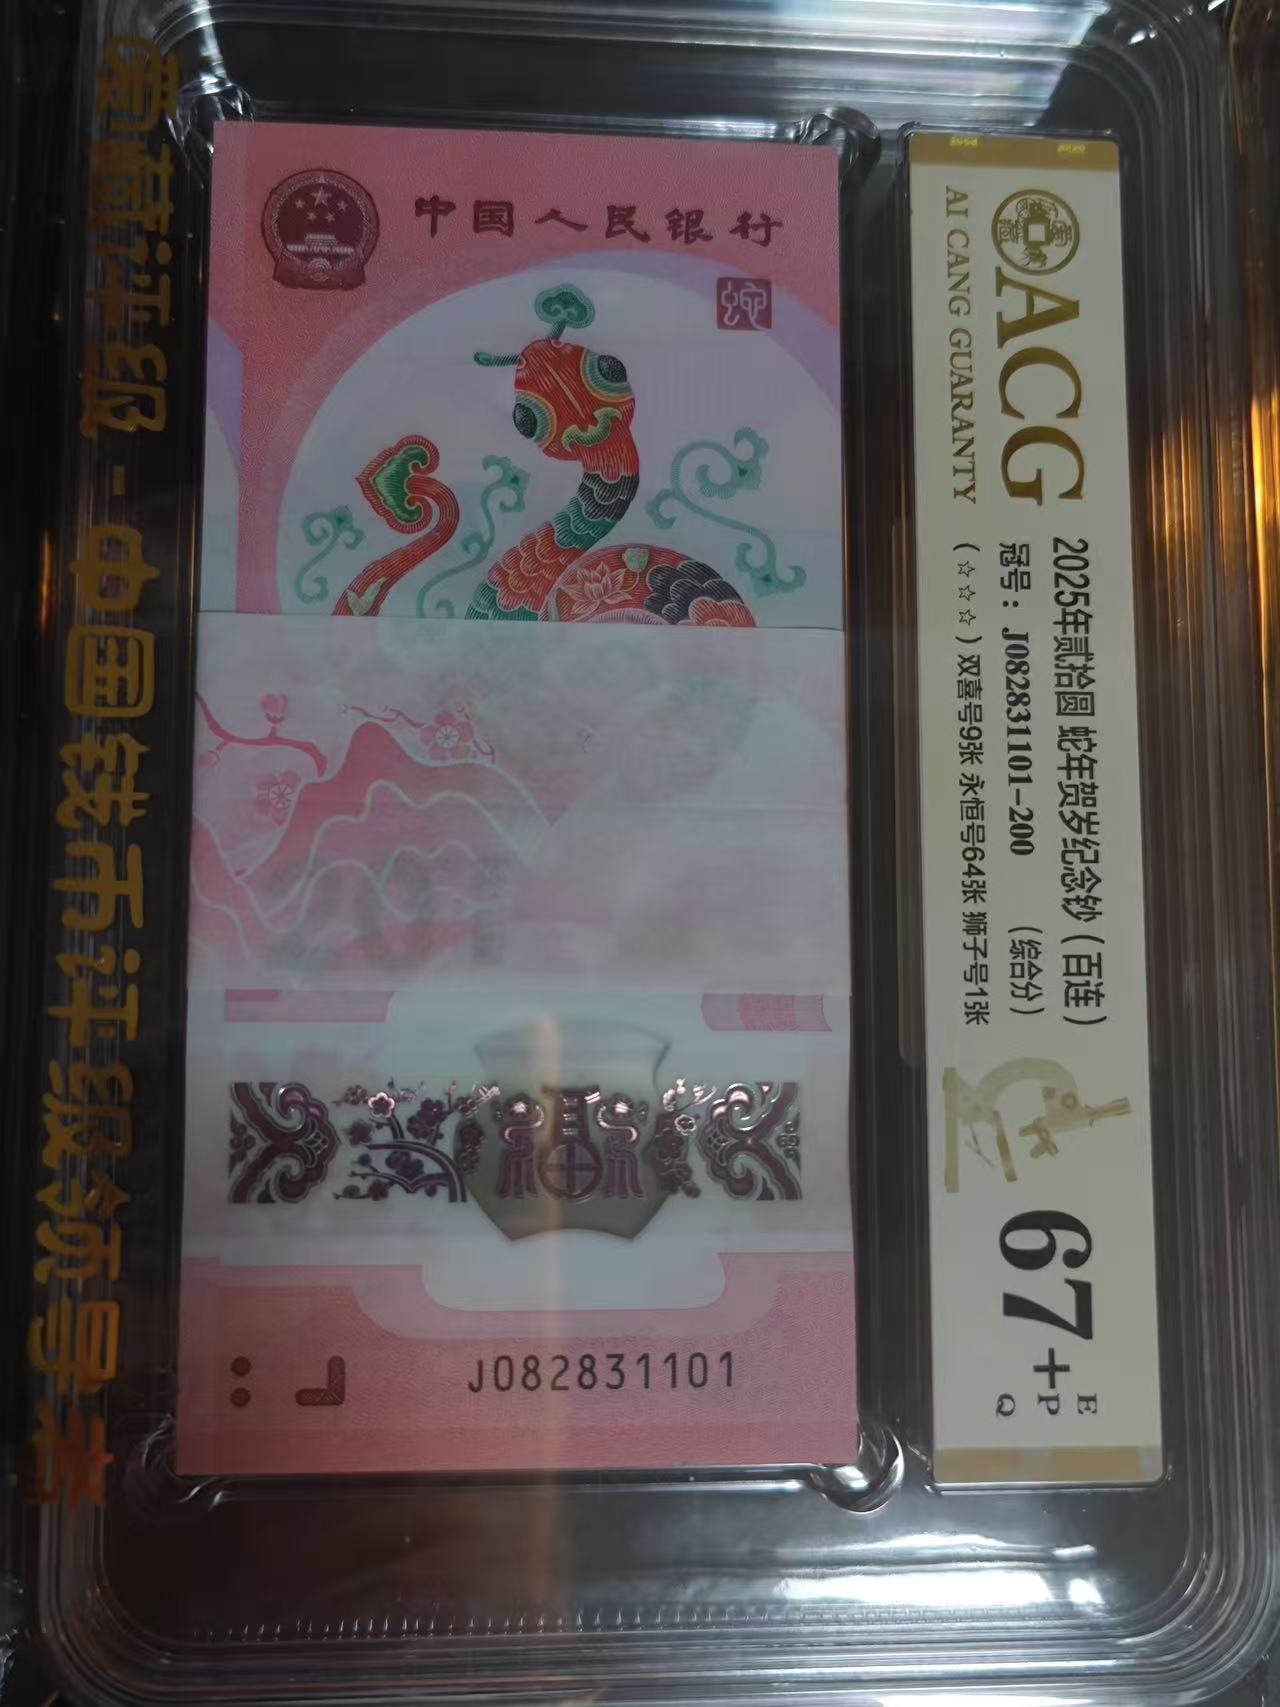 爱藏评级-中国钱币评级领导者
中国人民银行
蛇
福
J082831101
ACG
AI CANG GUARANTY
2025年贰拾圆 蛇年贺岁纪念钞（百连）
冠号：J082831101-200 （综合分）
（☆☆☆）双喜号9张 永恒号64张 狮子号1张
67+
E
P
Q